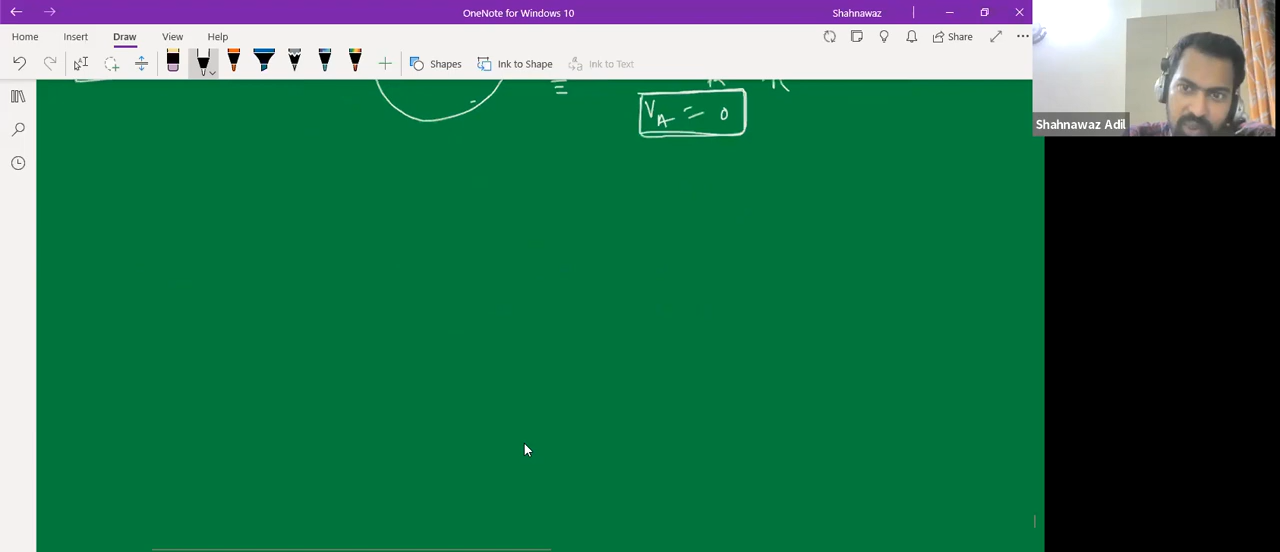 OneNote for Windows 10
Shahnawaz
Home Insert Draw View Help
Share
Shapes Ink to Shape Ink to Text
Shahnawaz Adil
V_A = 0